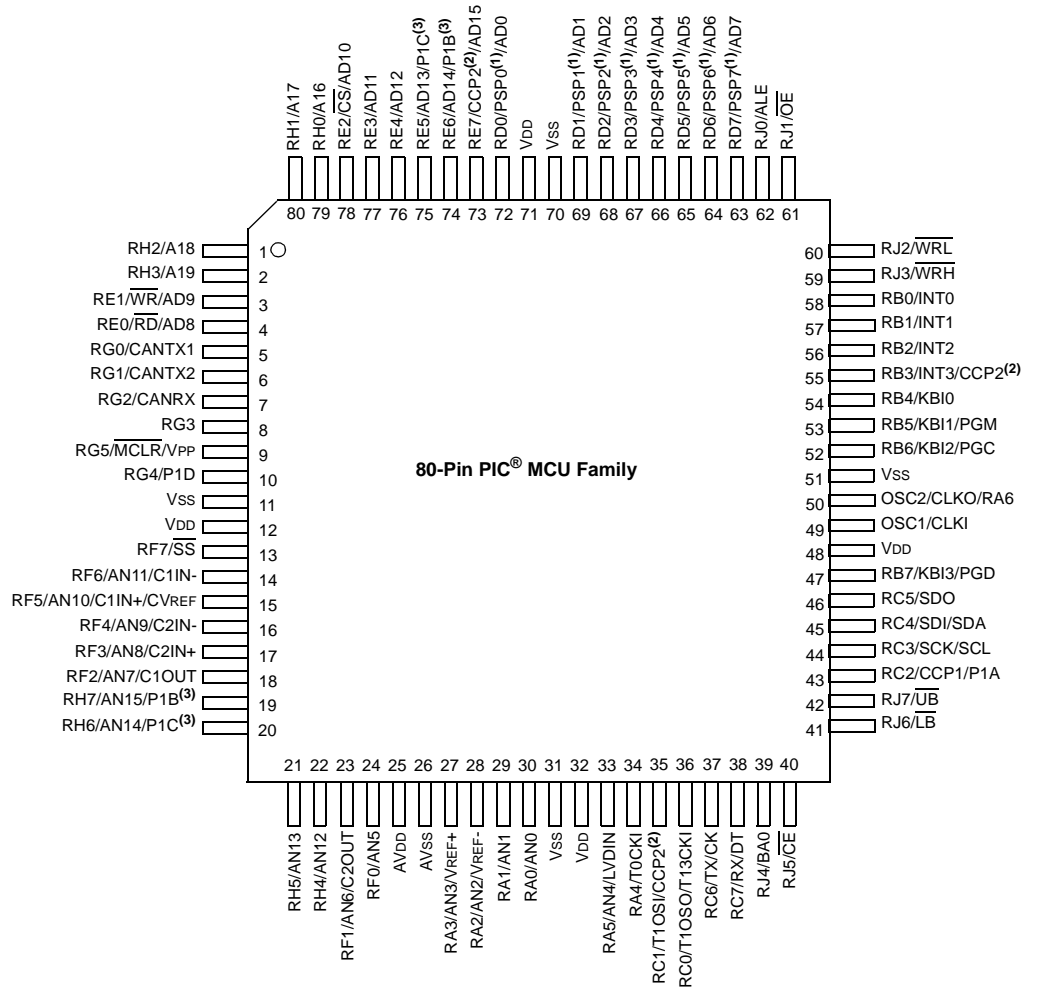 RH1/A17
RH0/A16
RE2/CS/AD10
RE3/AD11
RE4/AD12
RE5/AD13/P1C(3)
RE6/AD14/P1B(3)
RE7/CCP2(2)/AD15
RD0/PSP0(1)/AD0
VDD
VSS
RD1/PSP1(1)/AD1
RD2/PSP2(1)/AD2
RD3/PSP3(1)/AD3
RD4/PSP4(1)/AD4
RD5/PSP5(1)/AD5
RD6/PSP6(1)/AD6
RD7/PSP7(1)/AD7
RJ0/ALE
RJ1/OE
80 79 78 77 76 75 74 73 72 71 70 69 68 67 66 65 64 63 62 61
RH2/A18 1
RH3/A19 2
RE1/WR/AD9 3
RE0/RD/AD8 4
RG0/CANTX1 5
RG1/CANTX2 6
RG2/CANRX 7
RG3 8
RG5/MCLR/VPP 9
RG4/P1D 10
VSS 11
VDD 12
RF7/SS 13
RF6/AN11/C1IN- 14
RF5/AN10/C1IN+/CVREF 15
RF4/AN9/C2IN- 16
RF3/AN8/C2IN+ 17
RF2/AN7/C1OUT 18
RH7/AN15/P1B(3) 19
RH6/AN14/P1C(3) 20
80-Pin PIC® MCU Family
60 RJ2/WRL
59 RJ3/WRH
58 RB0/INT0
57 RB1/INT1
56 RB2/INT2
55 RB3/INT3/CCP2(2)
54 RB4/KBI0
53 RB5/KBI1/PGM
52 RB6/KBI2/PGC
51 VSS
50 OSC2/CLKO/RA6
49 OSC1/CLKI
48 VDD
47 RB7/KBI3/PGD
46 RC5/SDO
45 RC4/SDI/SDA
44 RC3/SCK/SCL
43 RC2/CCP1/P1A
42 RJ7/UB
41 RJ6/LB
21 22 23 24 25 26 27 28 29 30 31 32 33 34 35 36 37 38 39 40
RH5/AN13
RH4/AN12
RF1/AN6/C2OUT
RF0/AN5
AVDD
AVSS
RA3/AN3/VREF+
RA2/AN2/VREF-
RA1/AN1
RA0/AN0
VSS
VDD
RA5/AN4/LVDIN
RA4/T0CKI
RC1/T1OSI/CCP2(2)
RC0/T1OSO/T13CKI
RC6/TX/CK
RC7/RX/DT
RJ4/BA0
RJ5/CE